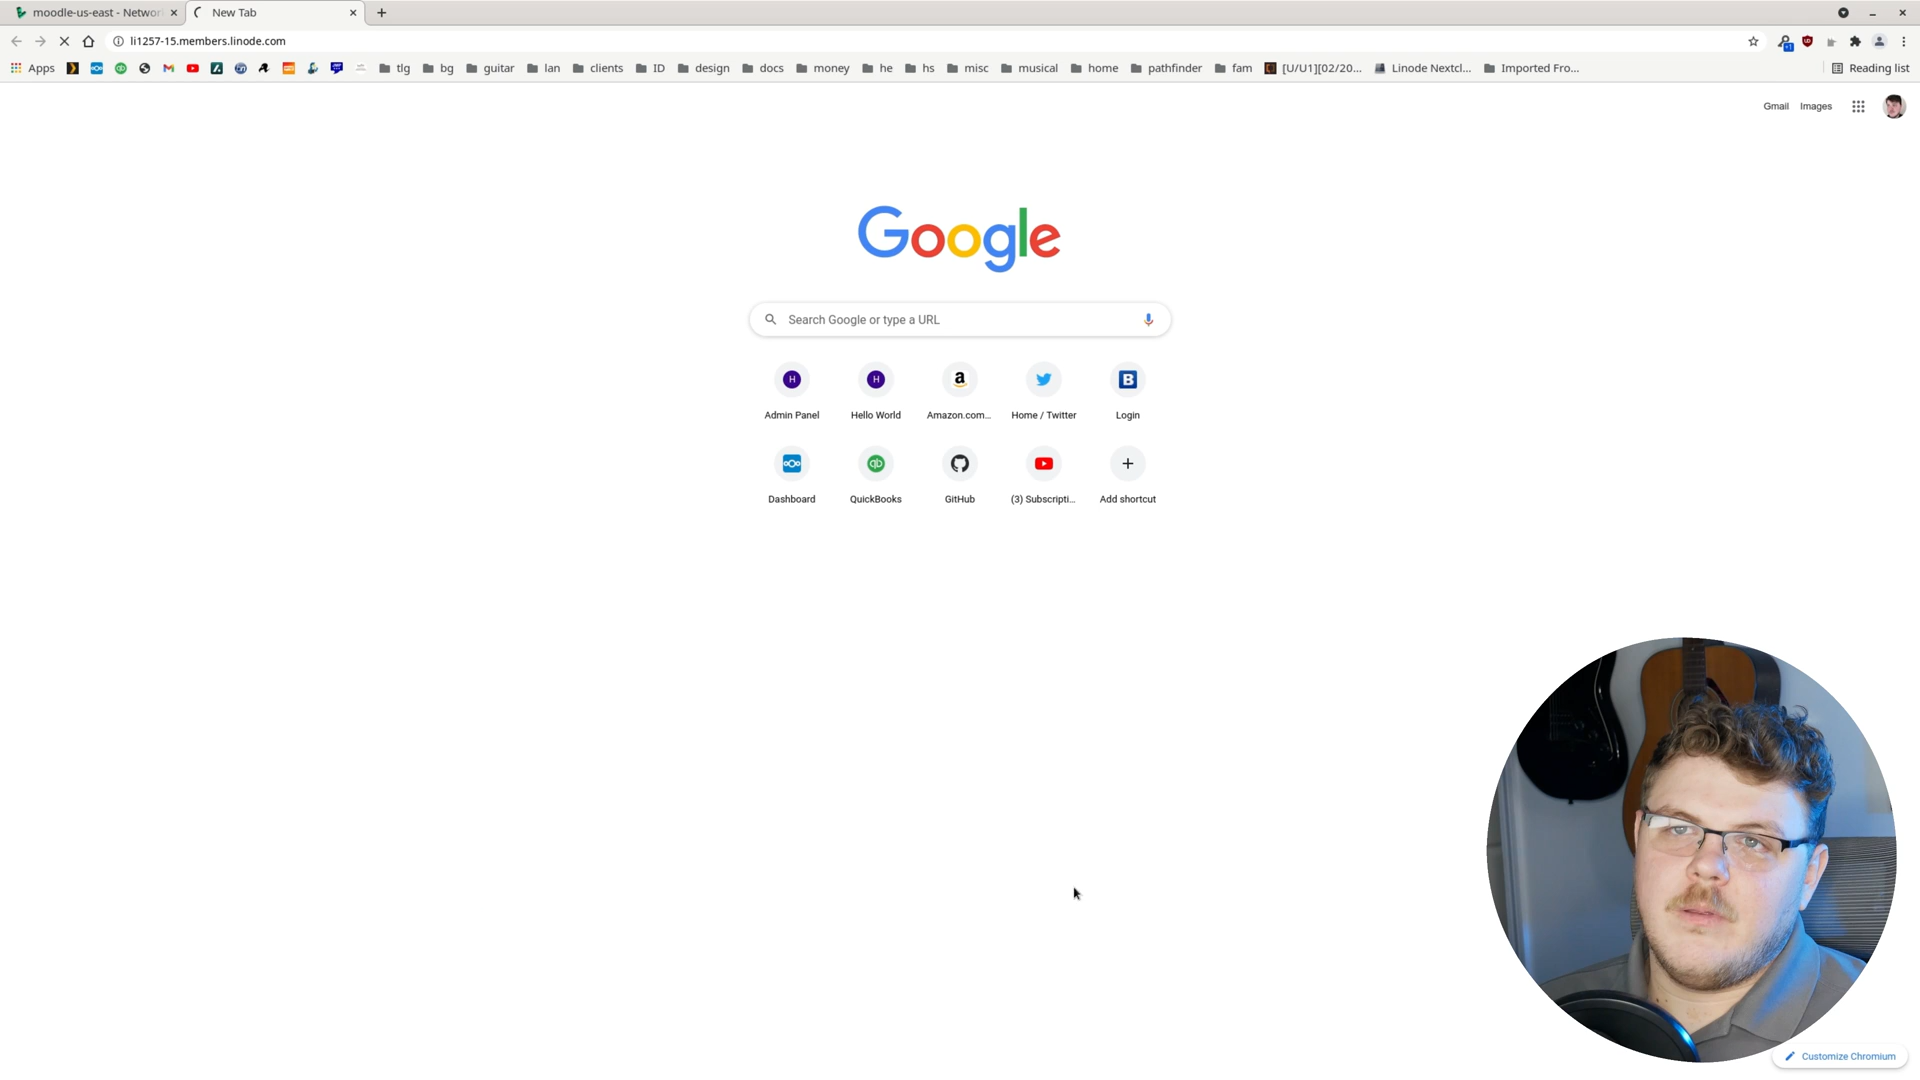 moodle-us-east - Networ
New Tab
li1257-15.members.linode.com
Apps tlg bg guitar lan clients ID design docs money he hs misc musical home pathfinder fam [U/U1][02/20... Linode Nextcl... Imported Fro... Reading list
Gmail Images
Google
Search Google or type a URL
H H a B
Admin Panel Hello World Amazon.com... Home / Twitter Login
qb
Dashboard QuickBooks GitHub (3) Subscripti... Add shortcut
Customize Chromium